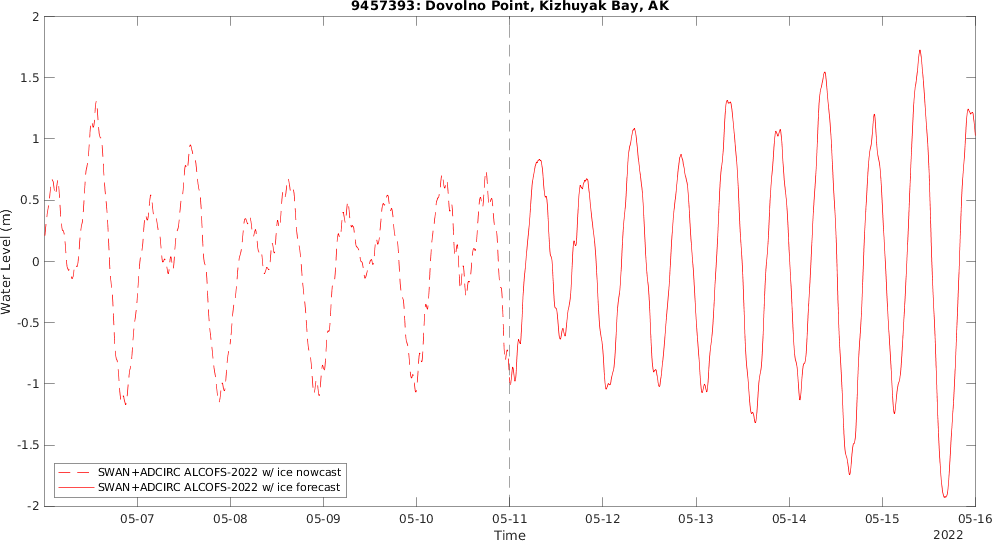 9457393: Dovolno Point, Kizhuyak Bay, AK
2
1.5
1
0.5
0
-0.5
-1
-1.5
-2
Water Level (m)
SWAN+ADCIRC ALCOFS-2022 w/ ice nowcast
SWAN+ADCIRC ALCOFS-2022 w/ ice forecast
05-07 05-08 05-09 05-10 05-11 05-12 05-13 05-14 05-15 05-16
Time
2022